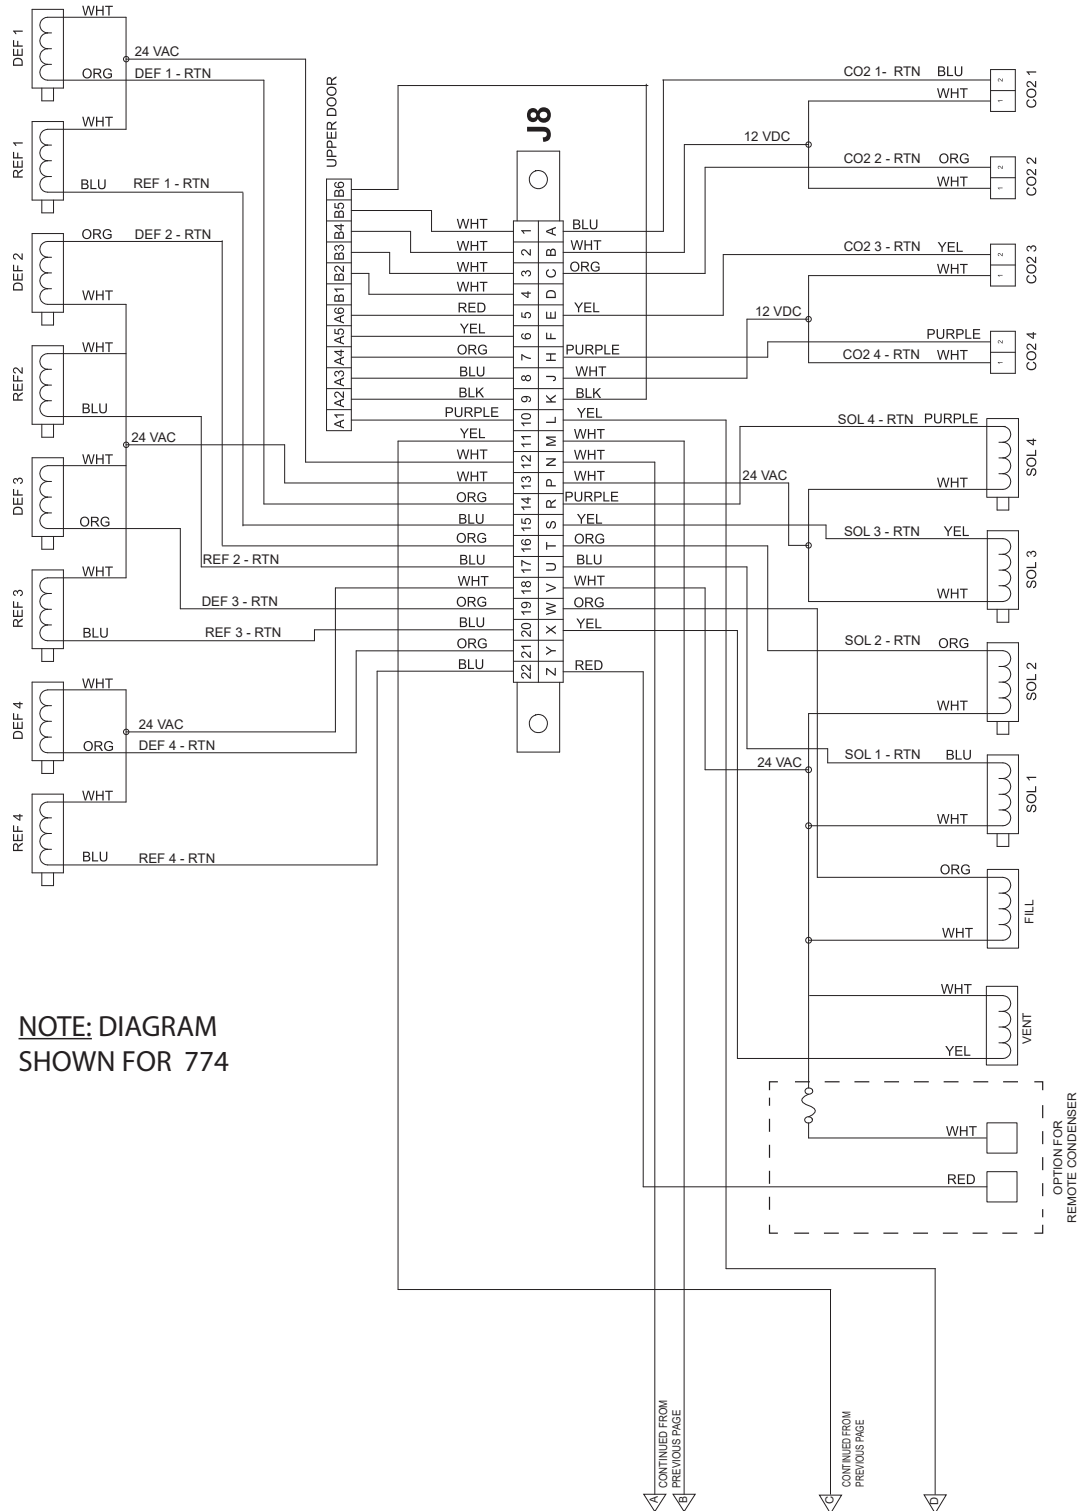 DEF 1
WHT
24 VAC
ORG DEF 1 - RTN
REF 1
WHT
BLU REF 1 - RTN
DEF 2
ORG DEF 2 - RTN
WHT
REF2
WHT
BLU
24 VAC
DEF 3
WHT
ORG
REF 2 - RTN
REF 3
WHT
DEF 3 - RTN
BLU REF 3 - RTN
DEF 4
WHT
24 VAC
ORG DEF 4 - RTN
REF 4
WHT
BLU REF 4 - RTN
UPPER DOOR
B6
B5
B4
B3
B2
B1
A6
A5
A4
A3
A2
A1
J8
WHT 1 A BLU
WHT 2 B WHT
WHT 3 C ORG
WHT 4 D
RED 5 E YEL
YEL 6 F
ORG 7 H PURPLE
BLU 8 J WHT
BLK 9 K BLK
PURPLE 10 L YEL
YEL 11 M WHT
WHT 12 N WHT
WHT 13 P WHT
ORG 14 R PURPLE
BLU 15 S YEL
ORG 16 T ORG
BLU 17 U BLU
WHT 18 V WHT
ORG 19 W ORG
BLU 20 X YEL
ORG 21 Y
BLU 22 Z RED
CO2 1- RTN BLU 2
WHT 1
CO2 1
12 VDC
CO2 2 - RTN ORG 2
WHT 1
CO2 2
CO2 3 - RTN YEL 2
WHT 1
CO2 3
12 VDC
PURPLE 2
CO2 4 - RTN WHT 1
CO2 4
SOL 4 - RTN PURPLE
WHT
SOL 4
24 VAC
SOL 3 - RTN YEL
WHT
SOL 3
SOL 2 - RTN ORG
WHT
SOL 2
24 VAC
SOL 1 - RTN BLU
WHT
SOL 1
ORG
WHT
FILL
WHT
YEL
VENT
WHT
RED
OPTION FOR
REMOTE CONDENSER
NOTE: DIAGRAM
SHOWN FOR 774
A
CONTINUED FROM
PREVIOUS PAGE
B
C
CONTINUED FROM
PREVIOUS PAGE
D